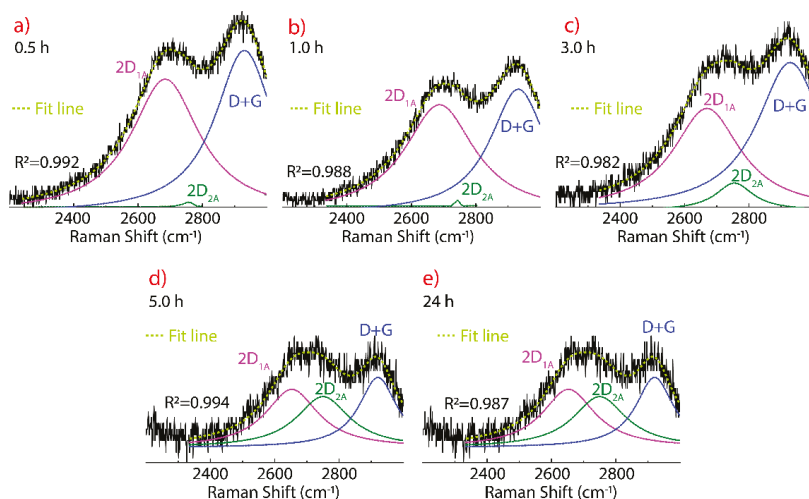 a)
0.5 h
2D1A
D+G
Fit line
R²=0.992
2D2A
2400 2600 2800
Raman Shift (cm-1)
b)
1.0 h
2D1A
Fit line
D+G
R²=0.988
2D2A
2400 2600 2800
Raman Shift (cm-1)
c)
3.0 h
2D1A
Fit line
D+G
R²=0.982
2D2A
2400 2600 2800
Raman Shift (cm-1)
d)
5.0 h
D+G
Fit line
2D1A
2D2A
R²=0.994
2400 2600 2800
Raman Shift (cm-1)
e)
24 h
D+G
Fit line
2D1A
2D2A
R²=0.987
2400 2600 2800
Raman Shift (cm-1)